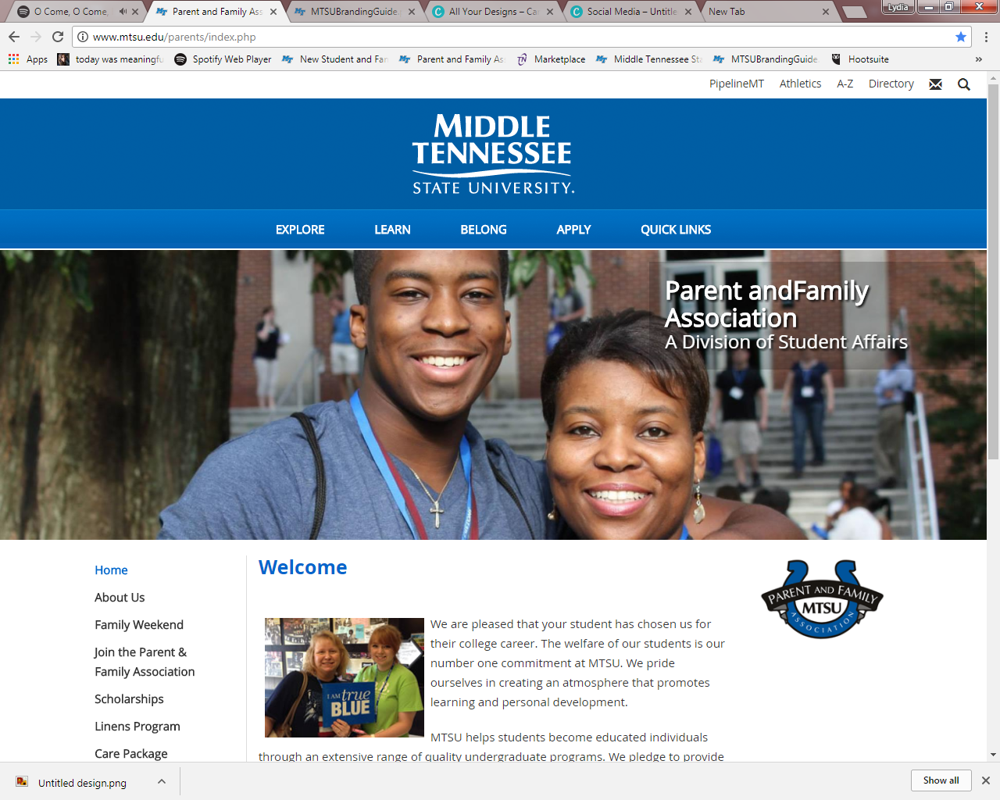 O Come, O Come,
Parent and Family Ass
MTSUBrandingGuide.
All Your Designs – Ca
Social Media – Untitle
New Tab
Lydia
www.mtsu.edu/parents/index.php
Apps
today was meaningfu
Spotify Web Player
New Student and Fan
Parent and Family As
Marketplace
Middle Tennessee Sta
MTSUBrandingGuide
Hootsuite
PipelineMT
Athletics
A-Z
Directory
MIDDLE
TENNESSEE
STATE UNIVERSITY.
EXPLORE
LEARN
BELONG
APPLY
QUICK LINKS
Parent andFamily
Association
A Division of Student Affairs
Home
About Us
Family Weekend
Join the Parent &
Family Association
Scholarships
Linens Program
Care Package
Welcome
I AM true
BLUE
We are pleased that your student has chosen us for
their college career. The welfare of our students is our
number one commitment at MTSU. We pride
ourselves in creating an atmosphere that promotes
learning and personal development.
MTSU helps students become educated individuals
through an extensive range of quality undergraduate programs. We pledge to provide
PARENT AND FAMILY
MTSU
ASSOCIATION
Untitled design.png
Show all